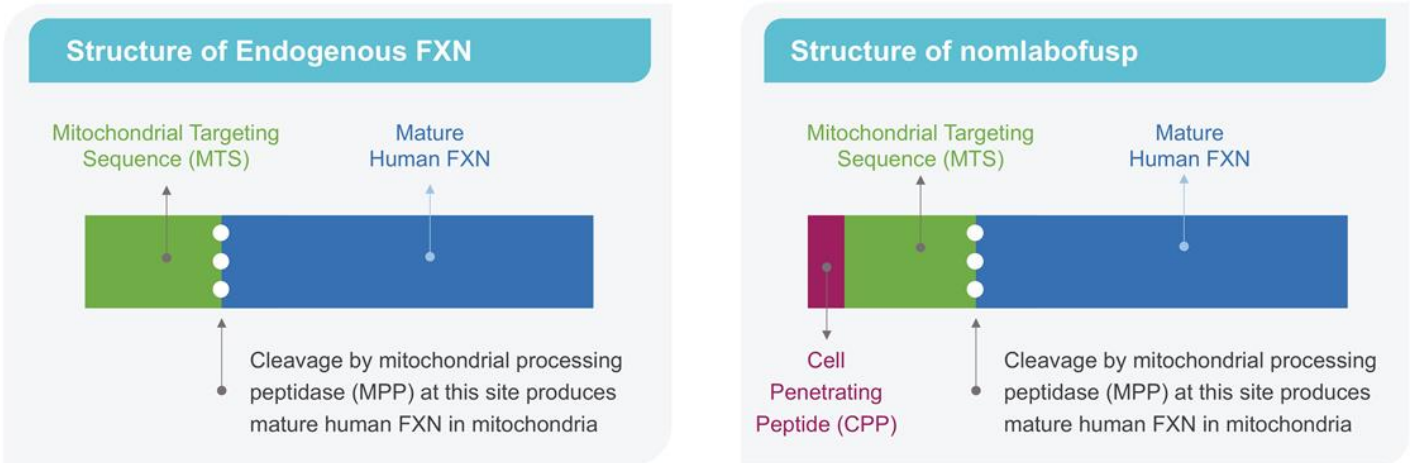 Structure of Endogenous FXN
Mitochondrial Targeting
Sequence (MTS)
Mature
Human FXN
Cleavage by mitochondrial processing
peptidase (MPP) at this site produces
mature human FXN in mitochondria
Structure of nomlabofusp
Mitochondrial Targeting
Sequence (MTS)
Mature
Human FXN
Cell
Penetrating
Peptide (CPP)
Cleavage by mitochondrial processing
peptidase (MPP) at this site produces
mature human FXN in mitochondria